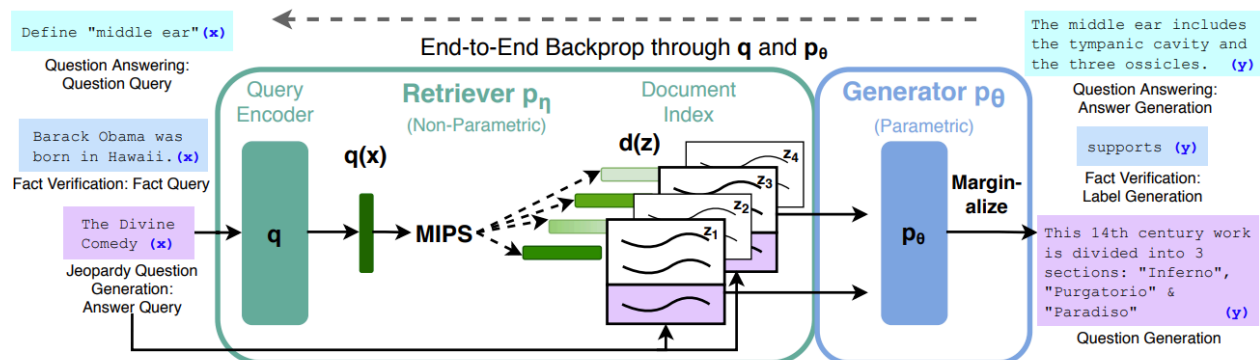 Define "middle ear" (x)
Question Answering:
Question Query
Barack Obama was
born in Hawaii. (x)
Fact Verification: Fact Query
The Divine
Comedy (x)
Jeopardy Question
Generation:
Answer Query
End-to-End Backprop through q and pθ
Query
Encoder
q
Retriever pη
(Non-Parametric)
q(x)
MIPS
Document
Index
d(z)
z4
z3
z2
z1
Generator pθ
(Parametric)
pθ
Margin-
alize
The middle ear includes
the tympanic cavity and
the three ossicles. (y)
Question Answering:
Answer Generation
supports (y)
Fact Verification:
Label Generation
This 14th century work
is divided into 3
sections: "Inferno",
"Purgatorio" &
"Paradiso" (y)
Question Generation